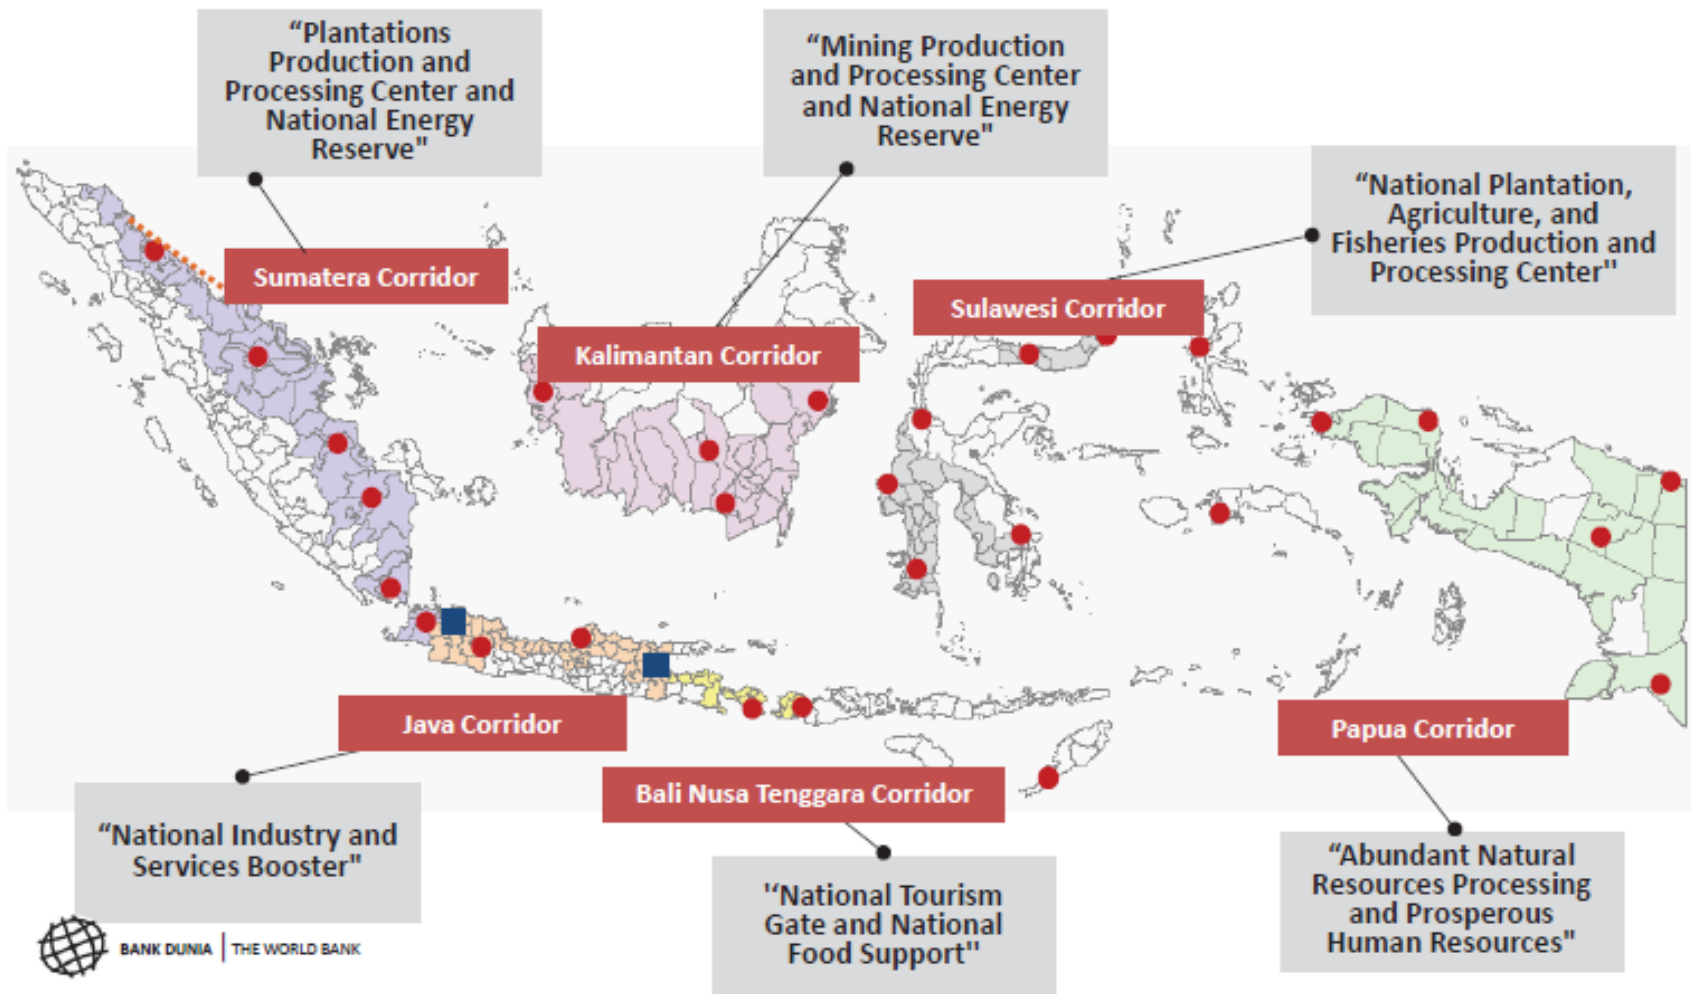 “Plantations
Production and
Processing Center and
National Energy
Reserve"
“Mining Production
and Processing Center
and National Energy
Reserve"
“National Plantation,
Agriculture, and
Fisheries Production and
Processing Center''
Sumatera Corridor
Sulawesi Corridor
Kalimantan Corridor
Java Corridor
Papua Corridor
Bali Nusa Tenggara Corridor
“National Industry and
Services Booster"
'‘National Tourism
Gate and National
Food Support''
“Abundant Natural
Resources Processing
and Prosperous
Human Resources"
BANK DUNIA | THE WORLD BANK